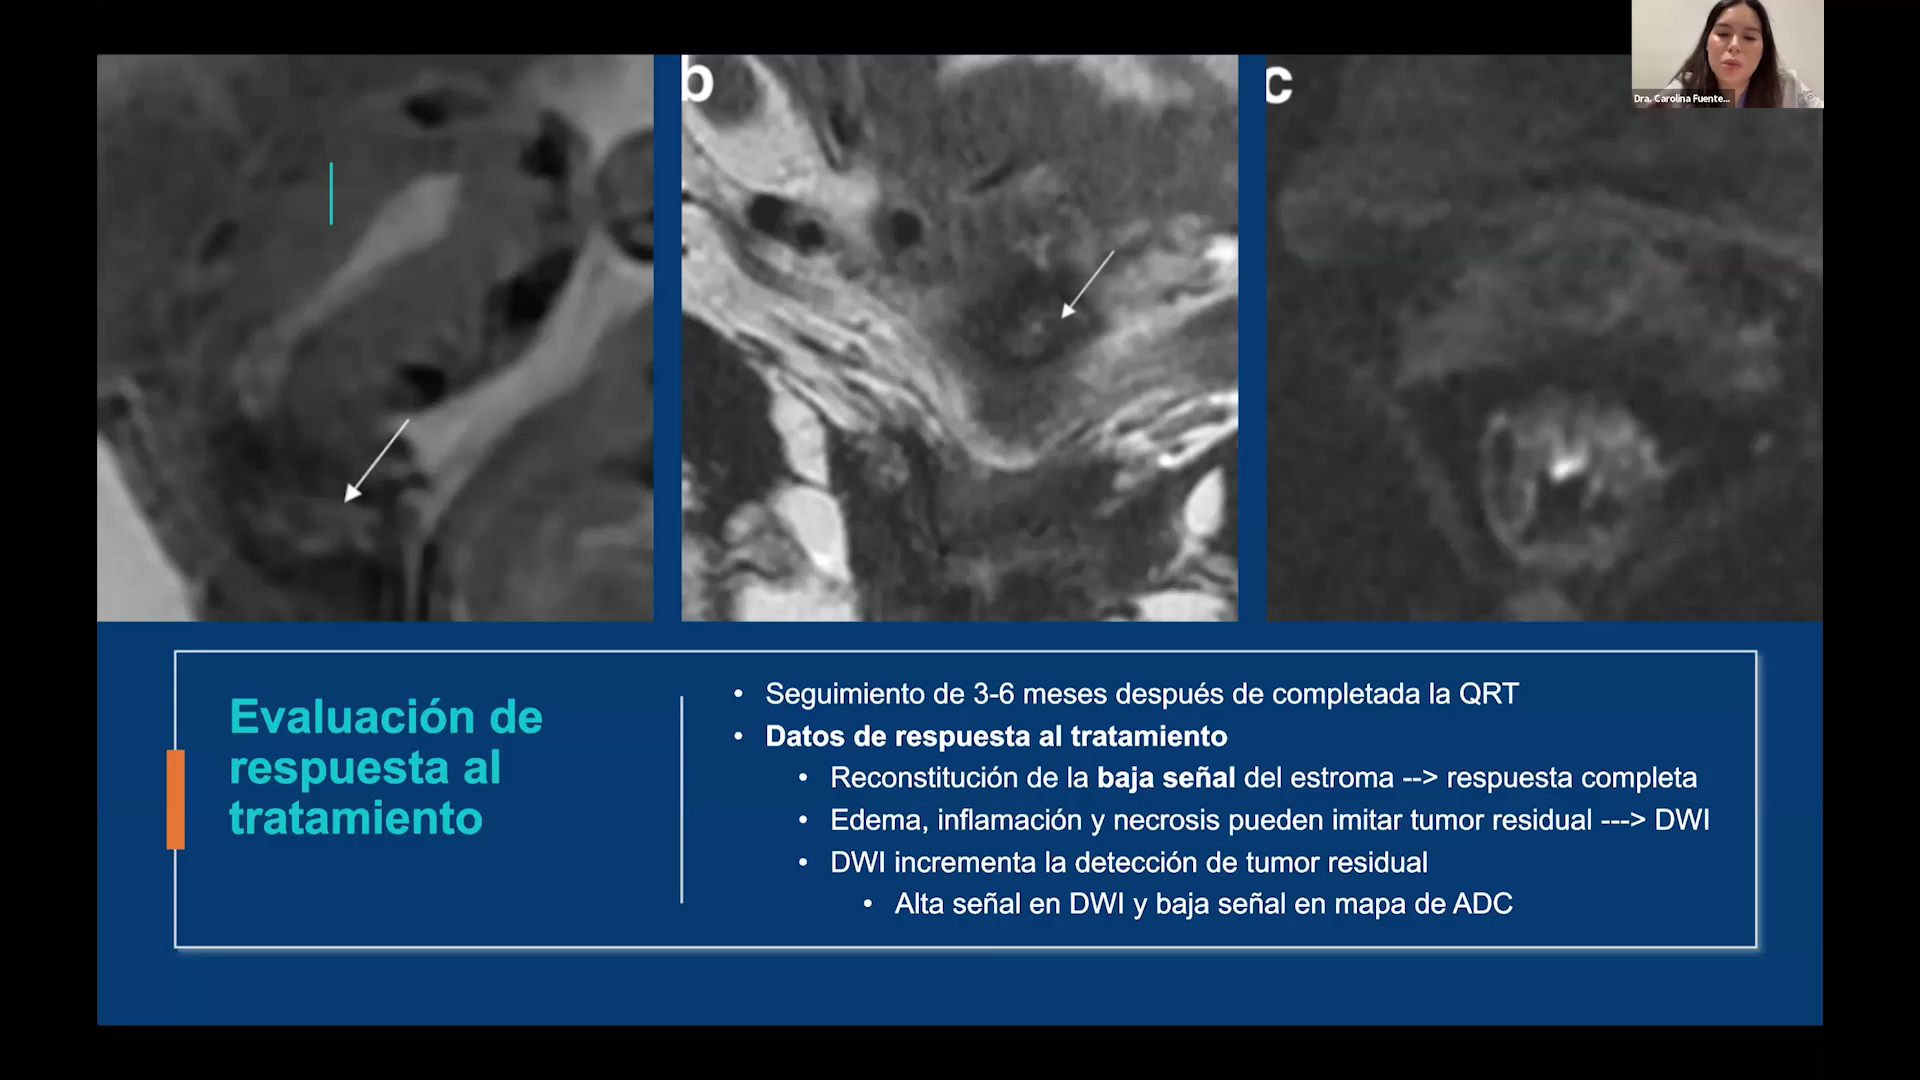 b
c
Dra. Carolina Fuente...
Evaluación de
respuesta al
tratamiento
• Seguimiento de 3-6 meses después de completada la QRT
• Datos de respuesta al tratamiento
• Reconstitución de la baja señal del estroma --> respuesta completa
• Edema, inflamación y necrosis pueden imitar tumor residual ---> DWI
• DWI incrementa la detección de tumor residual
• Alta señal en DWI y baja señal en mapa de ADC